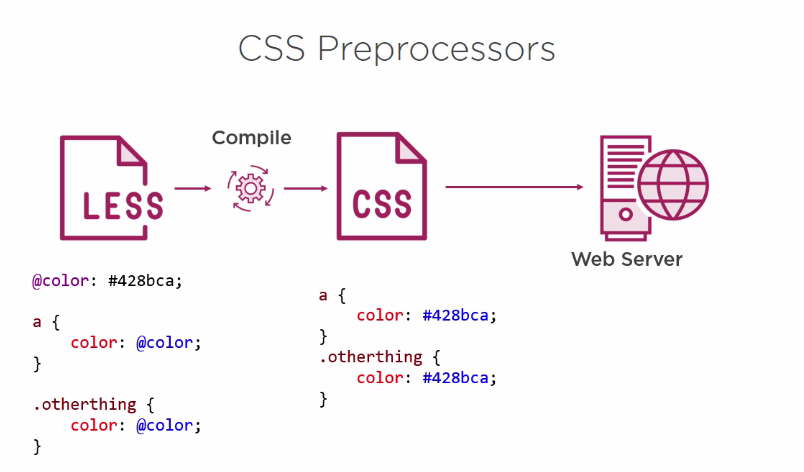 CSS Preprocessors
Compile
LESS
CSS
Web Server
@color: #428bca;
a {
    color: @color;
}
.otherthing {
    color: @color;
}
a {
    color: #428bca;
}
.otherthing {
    color: #428bca;
}